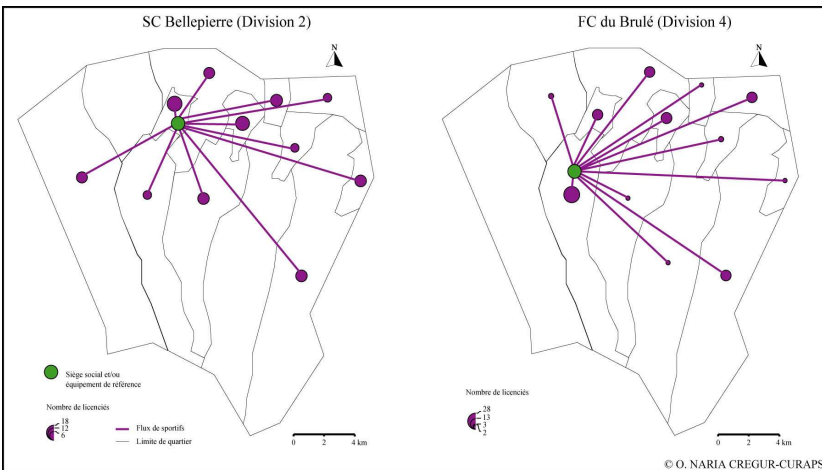 SC Bellepierre (Division 2)
FC du Brulé (Division 4)
N
N
Siège social et/ou
équipement de référence
Nombre de licenciés
18
12
6
Flux de sportifs
Limite de quartier
0 2 4 km
Nombre de licenciés
28
13
3
2
0 2 4 km
© O. NARIA CREGUR-CURAPS